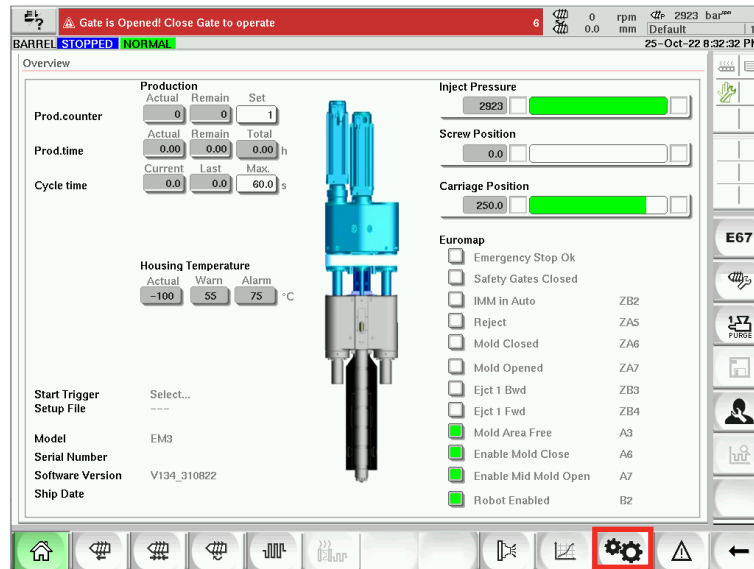 Gate is Opened! Close Gate to operate 6 0 rpm P 2923 bar
0.0 mm Default 1
BARREL STOPPED NORMAL 25-Oct-22 8:32:32 P
Overview
Production
Actual Remain Set
Prod.counter 0 0 1
Actual Remain Total
Prod.time 0.00 0.00 0.00 h
Current Last Max.
Cycle time 0.0 0.0 60.0 s
Housing Temperature
Actual Warn Alarm
-100 55 75 °C
Start Trigger Select...
Setup File ---
Model EM3
Serial Number
Software Version V134_310822
Ship Date
Inject Pressure
2923
Screw Position
0.0
Carriage Position
250.0
Euromap
Emergency Stop Ok
Safety Gates Closed
IMM in Auto ZB2
Reject ZA5
Mold Closed ZA6
Mold Opened ZA7
Ejct 1 Bwd ZB3
Ejct 1 Fwd ZB4
Mold Area Free A3
Enable Mold Close A6
Enable Mid Mold Open A7
Robot Enabled B2
E67
PURGE